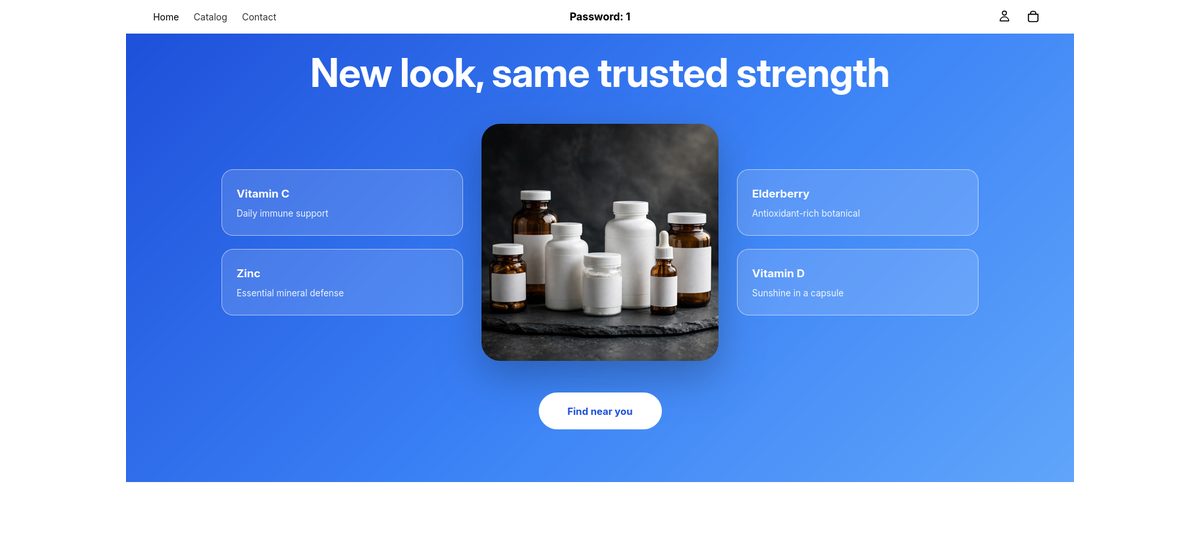 Home Catalog Contact
Password: 1
New look, same trusted strength
Vitamin C
Daily immune support
Zinc
Essential mineral defense
Elderberry
Antioxidant-rich botanical
Vitamin D
Sunshine in a capsule
Find near you